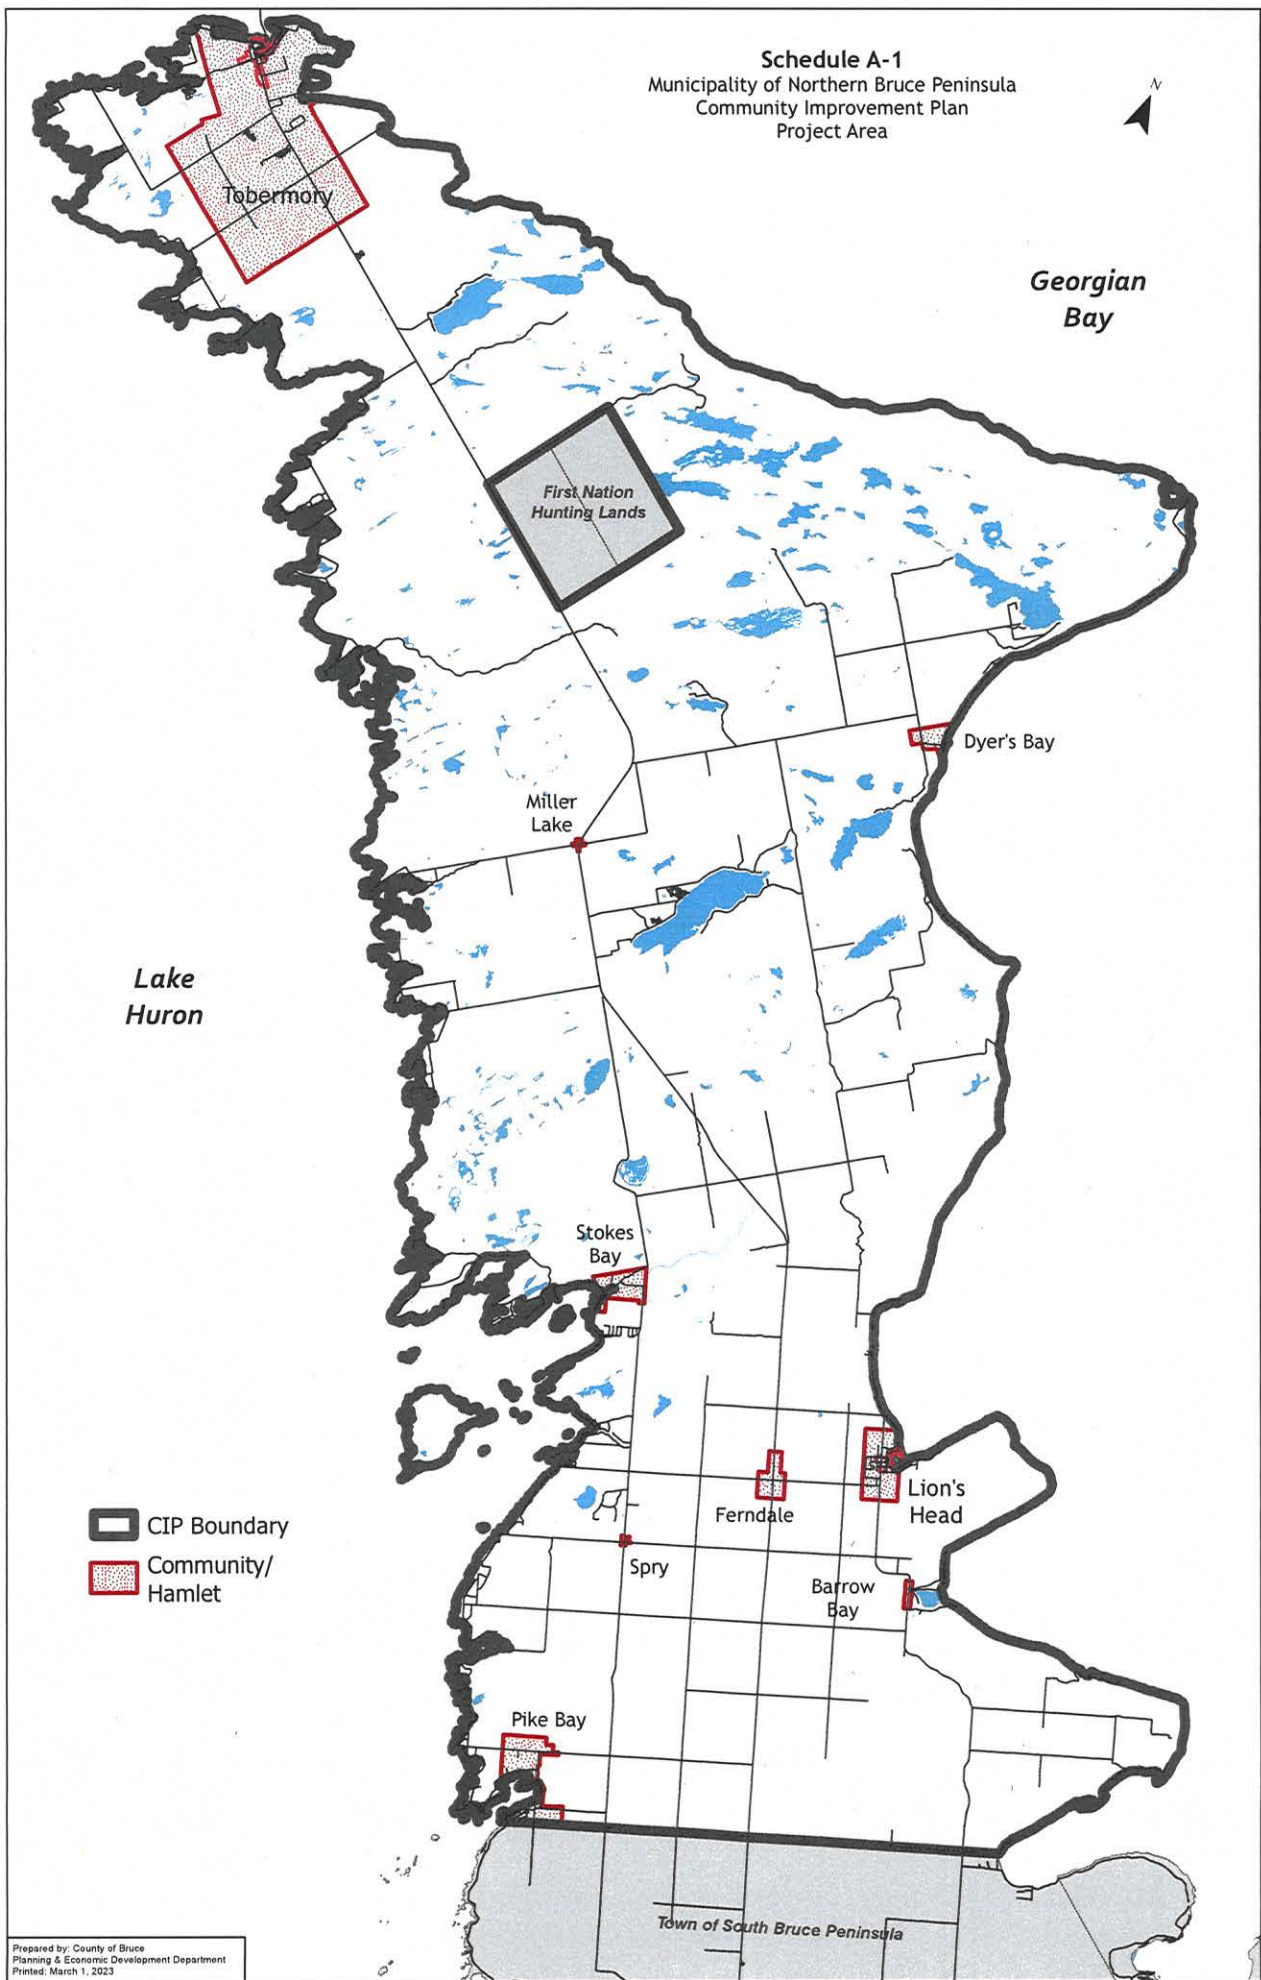 Schedule A-1
Municipality of Northern Bruce Peninsula
Community Improvement Plan
Project Area
N
Tobermory
Georgian
Bay
First Nation
Hunting Lands
Dyer's Bay
Miller
Lake
Lake
Huron
Stokes
Bay
Lion's
Head
Ferndale
CIP Boundary
Community/
Hamlet
Spry
Barrow
Bay
Pike Bay
Town of South Bruce Peninsula
Prepared by: County of Bruce
Planning & Economic Development Department
Printed: March 1, 2023